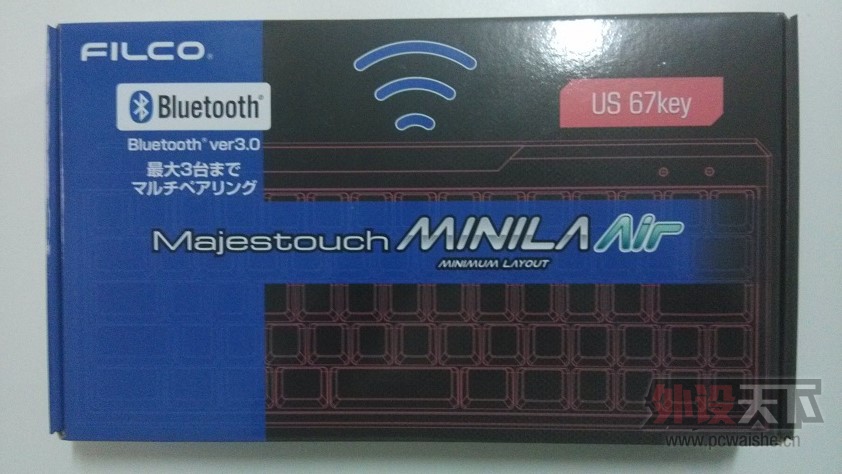 FILCO®
Bluetooth®
Bluetooth® ver3.0
最大3台まで
マルチペアリング
US 67key
Majestouch MINILA Air
MINIMUM LAYOUT
外设天下
www.pcwaishe.cn